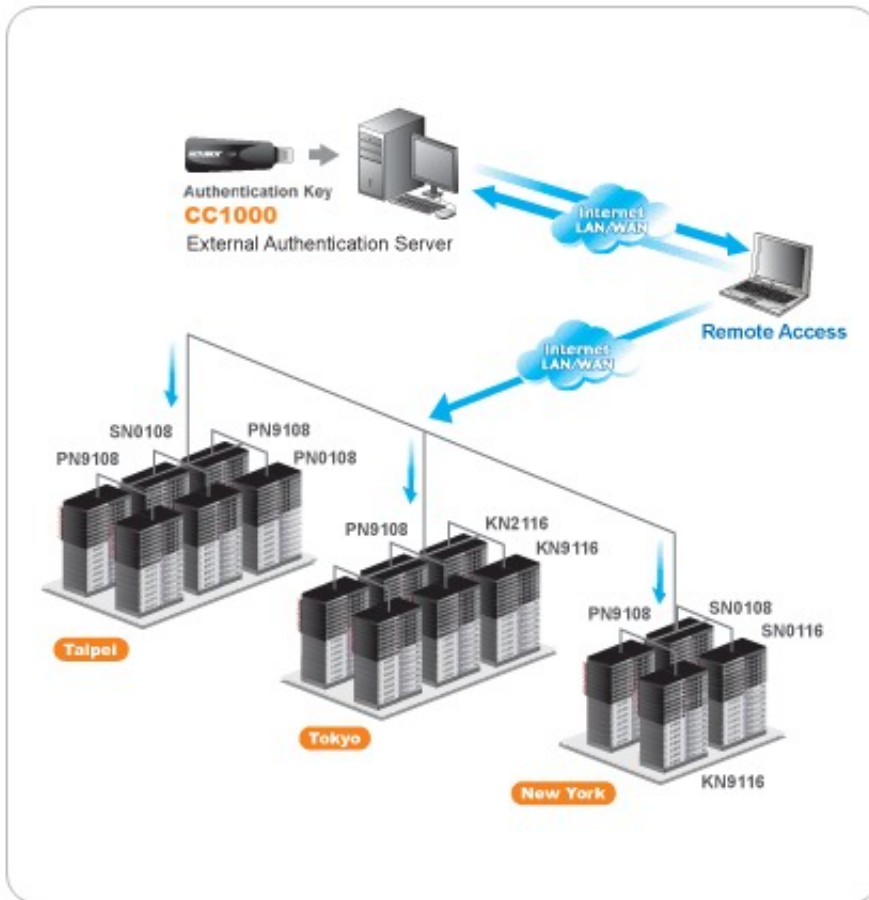 Authentication Key
CC1000
External Authentication Server
Internet
LAN/WAN
Remote Access
Internet
LAN/WAN
SN0108
PN9108
PN9108
PN0108
PN9108
KN2116
KN9116
PN9108
SN0108
SN0116
KN9116
Taipei
Tokyo
New York